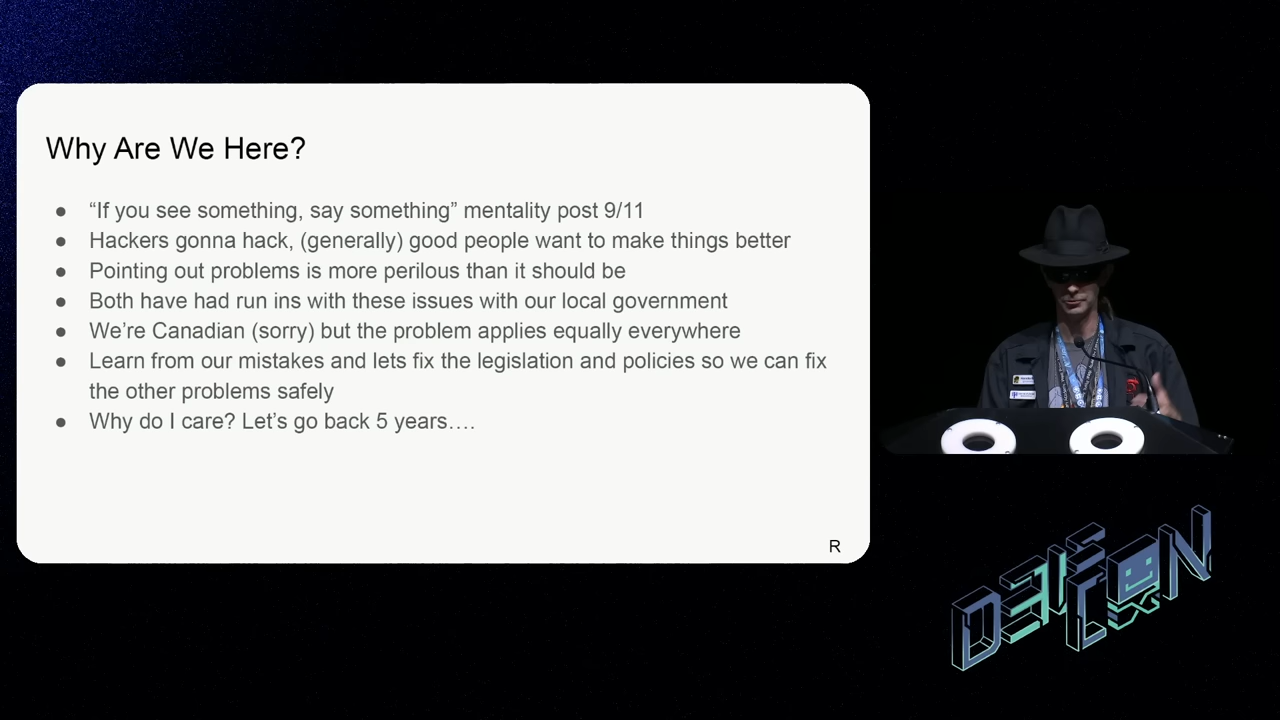 Why Are We Here?
● “If you see something, say something” mentality post 9/11
● Hackers gonna hack, (generally) good people want to make things better
● Pointing out problems is more perilous than it should be
● Both have had run ins with these issues with our local government
● We’re Canadian (sorry) but the problem applies equally everywhere
● Learn from our mistakes and lets fix the legislation and policies so we can fix
the other problems safely
● Why do I care? Let’s go back 5 years….
R
DEF
CON